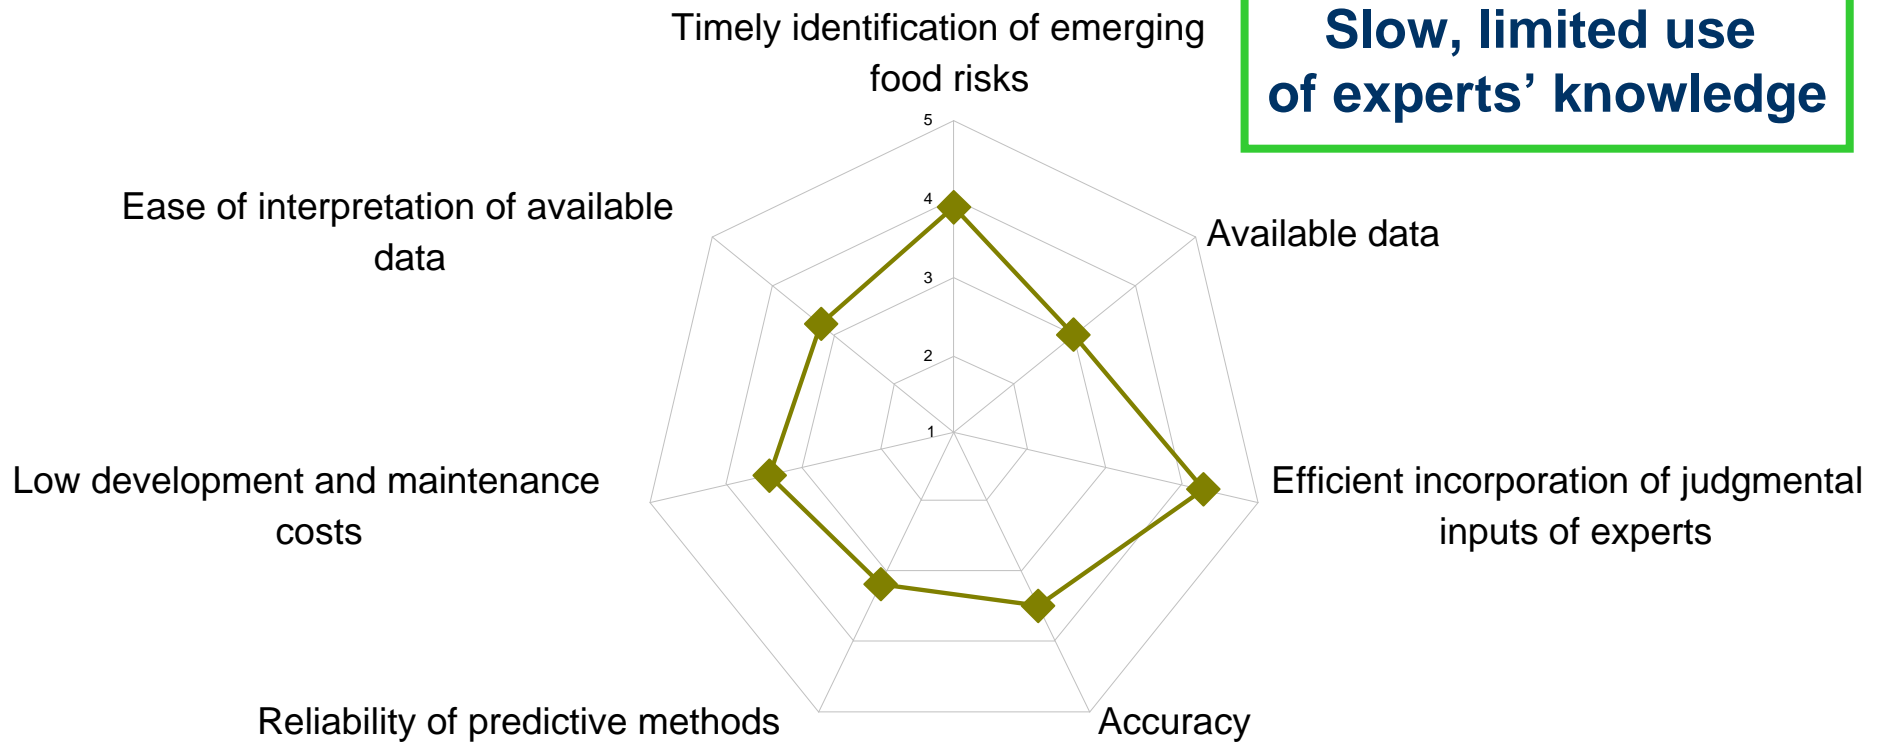 Timely identification of emerging
food risks
Slow, limited use
of experts’ knowledge
5
4
3
2
1
Ease of interpretation of available
data
Available data
Low development and maintenance
costs
Efficient incorporation of judgmental
inputs of experts
Reliability of predictive methods
Accuracy